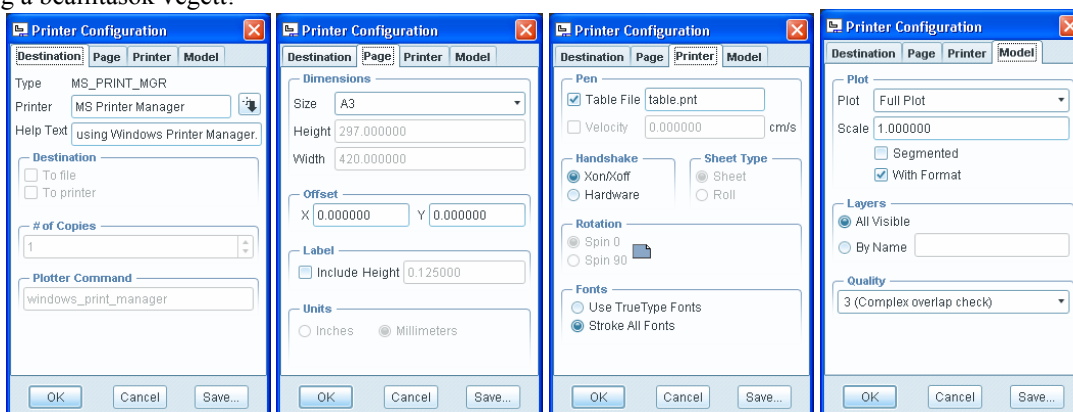 g a beállítások végett!
Printer Configuration
Destination Page Printer Model
Type MS_PRINT_MGR
Printer MS Printer Manager
Help Text using Windows Printer Manager.
Destination
To file
To printer
# of Copies
1
Plotter Command
windows_print_manager
OK Cancel Save...
Printer Configuration
Destination Page Printer Model
Dimensions
Size A3
Height 297.000000
Width 420.000000
Offset
X 0.000000 Y 0.000000
Label
Include Height 0.125000
Units
Inches Millimeters
OK Cancel Save...
Printer Configuration
Destination Page Printer Model
Pen
Table File table.pnt
Velocity 0.000000 cm/s
Handshake Sheet Type
Xon/Xoff Sheet
Hardware Roll
Rotation
Spin 0
Spin 90
Fonts
Use TrueType Fonts
Stroke All Fonts
OK Cancel Save...
Printer Configuration
Destination Page Printer Model
Plot
Plot Full Plot
Scale 1.000000
Segmented
With Format
Layers
All Visible
By Name
Quality
3 (Complex overlap check)
OK Cancel Save...